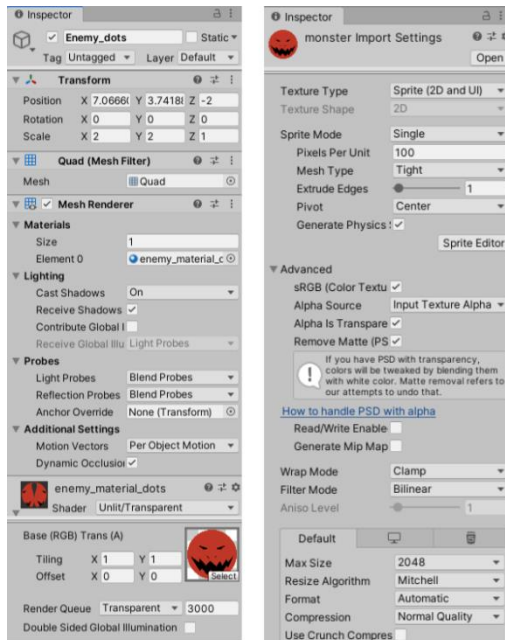 Inspector
Enemy_dots Static
Tag Untagged Layer Default
Transform
Position X 7.0666 Y 3.7418 Z -2
Rotation X 0 Y 0 Z 0
Scale X 2 Y 2 Z 1
Quad (Mesh Filter)
Mesh Quad
Mesh Renderer
Materials
Size 1
Element 0 enemy_material_c
Lighting
Cast Shadows On
Receive Shadows
Contribute Global I
Receive Global Illu Light Probes
Probes
Light Probes Blend Probes
Reflection Probes Blend Probes
Anchor Override None (Transform)
Additional Settings
Motion Vectors Per Object Motion
Dynamic Occlusion
enemy_material_dots
Shader Unlit/Transparent
Base (RGB) Trans (A)
Tiling X 1 Y 1
Offset X 0 Y 0
Select
Render Queue Transparent 3000
Double Sided Global Illumination
Inspector
monster Import Settings
Open
Texture Type Sprite (2D and UI)
Texture Shape 2D
Sprite Mode Single
Pixels Per Unit 100
Mesh Type Tight
Extrude Edges 1
Pivot Center
Generate Physics
Sprite Editor
Advanced
sRGB (Color Textu
Alpha Source Input Texture Alpha
Alpha Is Transpare
Remove Matte (PS
If you have PSD with transparency,
colors will be tweaked by blending them
with white color. Matte removal refers to
our attempts to undo that.
How to handle PSD with alpha
Read/Write Enable
Generate Mip Map
Wrap Mode Clamp
Filter Mode Bilinear
Aniso Level 1
Default
Max Size 2048
Resize Algorithm Mitchell
Format Automatic
Compression Normal Quality
Use Crunch Compres